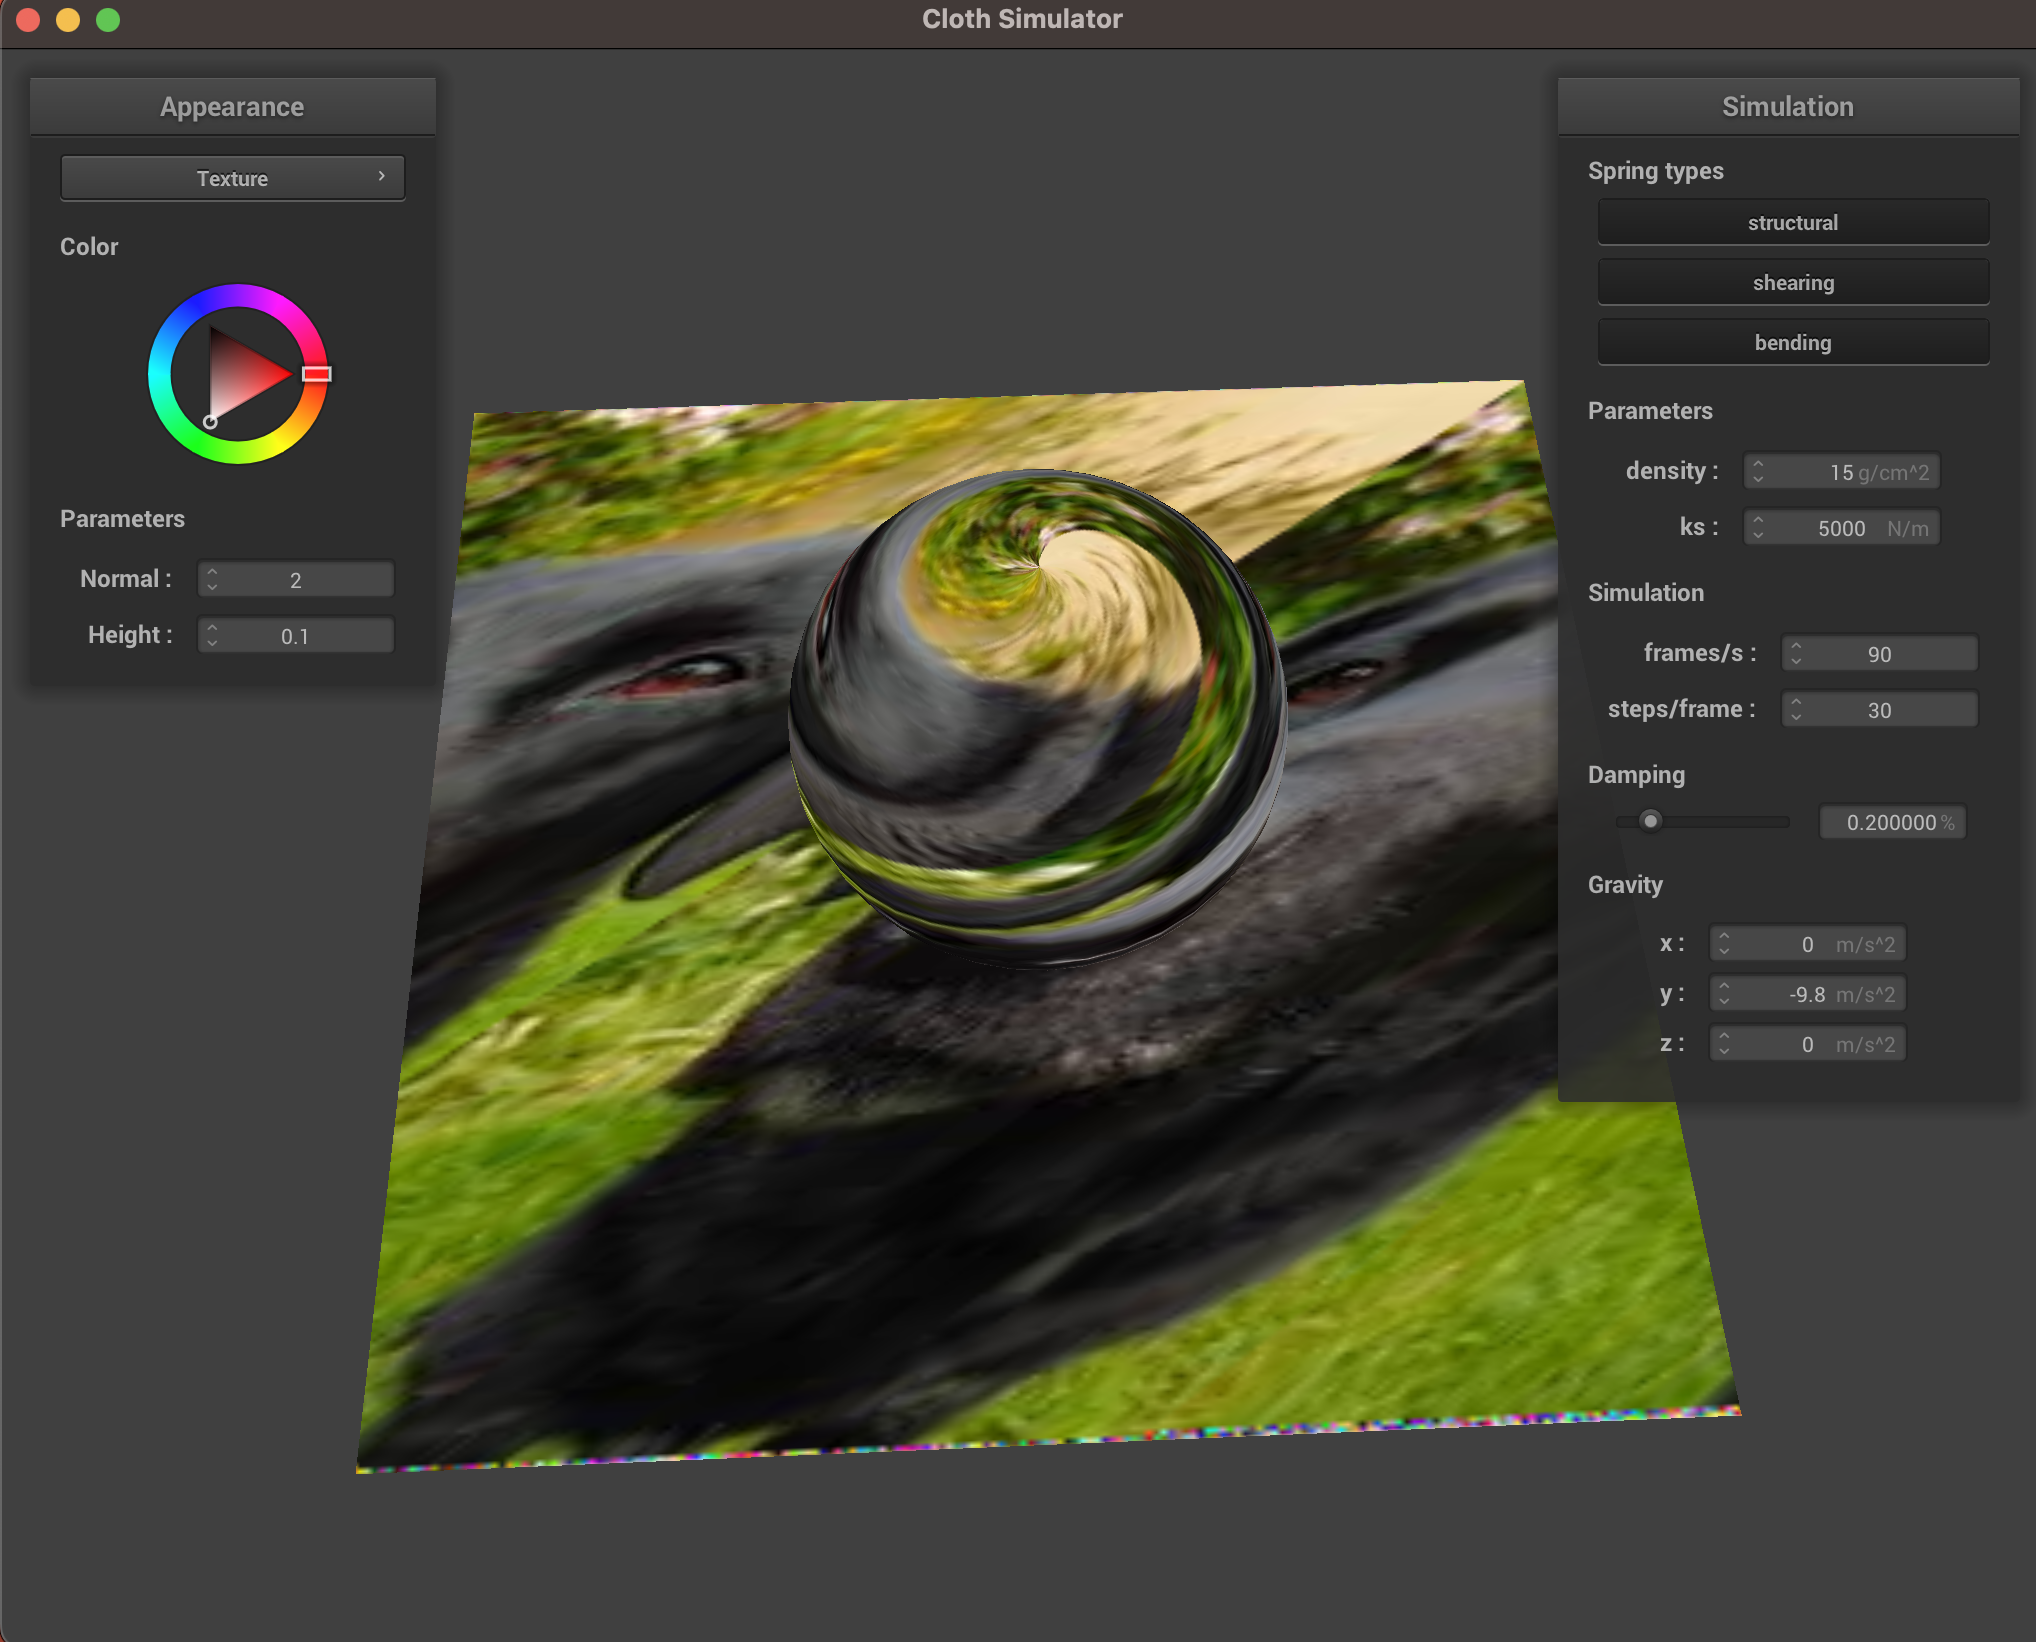 Cloth Simulator
Appearance
Texture
Color
Parameters
Normal : 2
Height : 0.1
Simulation
Spring types
structural
shearing
bending
Parameters
density : 15 g/cm^2
ks : 5000 N/m
Simulation
frames/s : 90
steps/frame : 30
Damping
0.200000 %
Gravity
x : 0 m/s^2
y : -9.8 m/s^2
z : 0 m/s^2